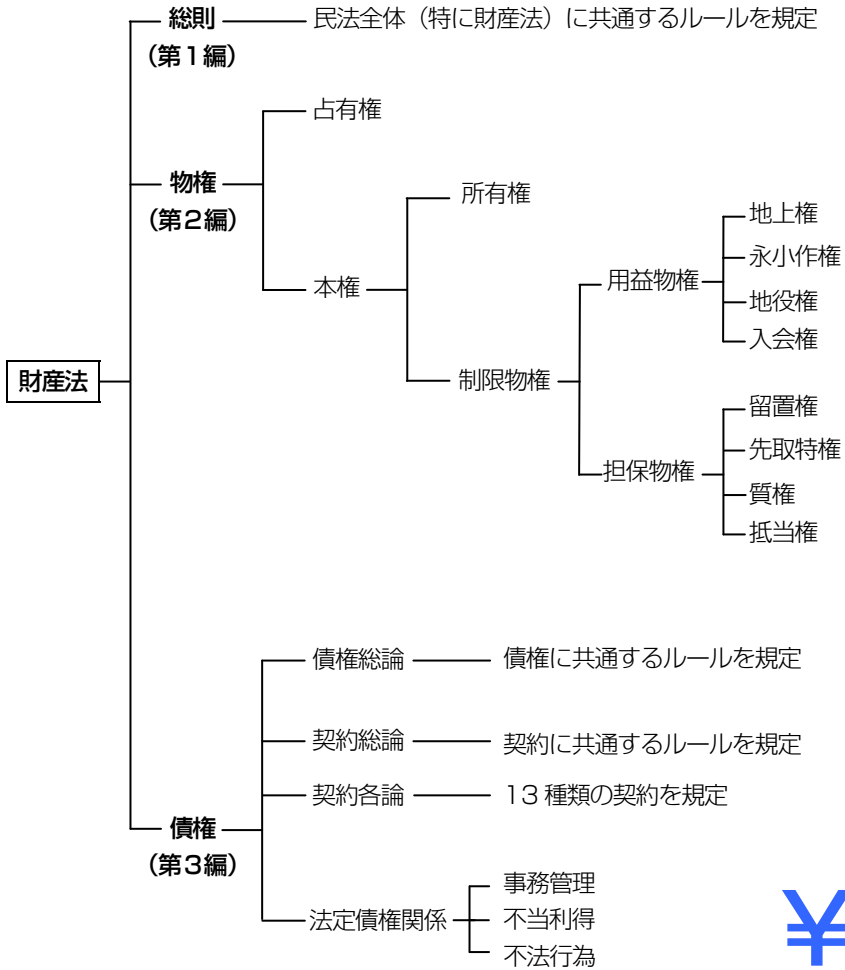 総則
民法全体（特に財産法）に共通するルールを規定
（第１編）
占有権
物権
（第２編）
所有権
地上権
永小作権
用益物権
地役権
入会権
本権
財産法
制限物権
留置権
先取特権
担保物権
質権
抵当権
債権総論
債権に共通するルールを規定
契約総論
契約に共通するルールを規定
契約各論
13 種類の契約を規定
債権
（第３編）
事務管理
法定債権関係
不当利得
不法行為
¥